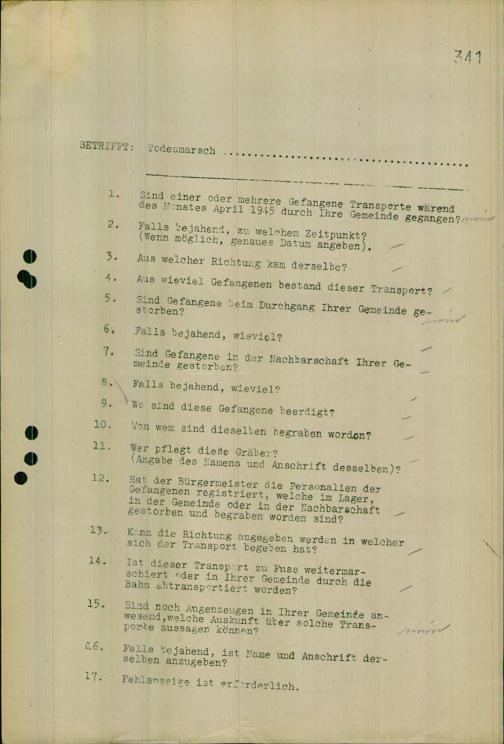 341
BETRIFFT: Todesmarsch ..........................................
1. Sind einer oder mehrere Gefangene Transporte wärend
des Monates April 1945 durch Ihre Gemeinde gegangen? nein
2. Falls bejahend, zu welchem Zeitpunkt?
(Wenn möglich, genaues Datum angeben). —
3. Aus welcher Richtung kam derselbe? —
4. Aus wieviel Gefangenen bestand dieser Transport? —
5. Sind Gefangene beim Durchgang Ihrer Gemeinde ge-
storben? nein
6. Falls bejahend, wieviel? —
7. Sind Gefangene in der Nachbarschaft Ihrer Ge-
meinde gestorben? —
8. Falls bejahend, wieviel? —
9. Wo sind diese Gefangene beerdigt? —
10. Von wem sind dieselben begraben worden? —
11. Wer pflegt diese Gräber?
(Angabe des Namens und Anschrift desselben)? —
12. Hat der Bürgermeister die Personalien der
Gefangenen registriert, welche im Lager,
in der Gemeinde oder in der Nachbarschaft
gestorben und begraben worden sind? —
13. Kann die Richtung angegeben werden in welcher
sich der Transport begeben hat? —
14. Ist dieser Transport zu Fuss weitermar-
schiert oder in Ihrer Gemeinde durch die
Bahn abtransportiert worden? —
15. Sind noch Augenzeugen in Ihrer Gemeinde an-
wesend,welche Auskunft über solche Trans-
porte aussagen können? nein
16. Falls bejahend, ist Name und Anschrift der-
selben anzugeben?
17. Fehlanzeige ist erforderlich.